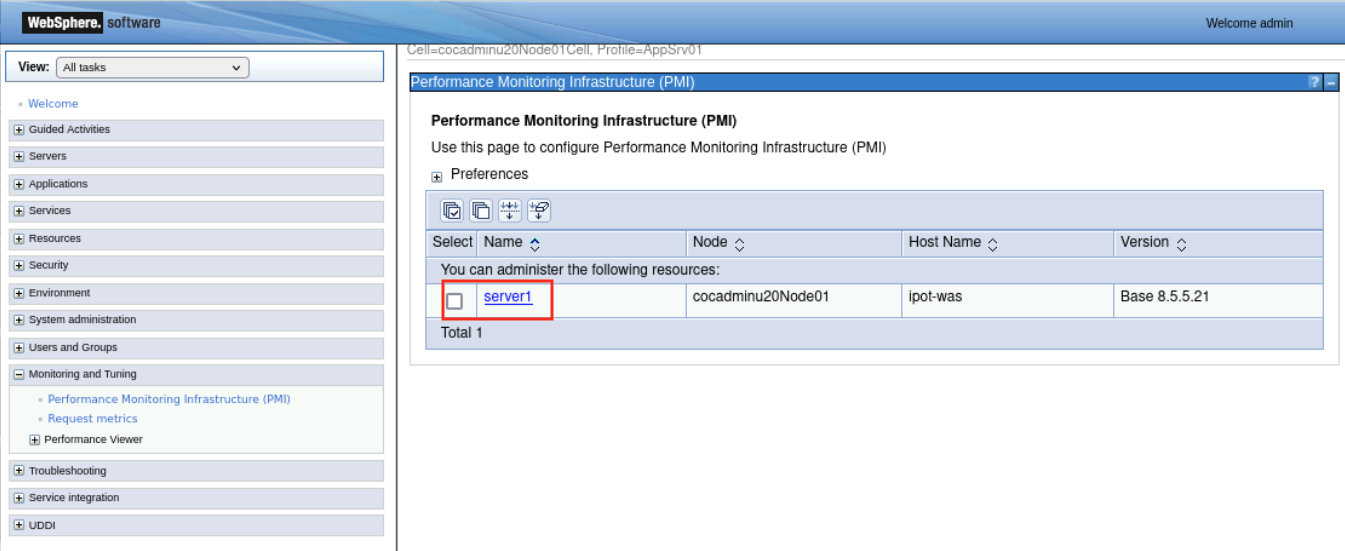 WebSphere. software
Welcome admin
View: All tasks
Welcome
Guided Activities
Servers
Applications
Services
Resources
Security
Environment
System administration
Users and Groups
Monitoring and Tuning
Performance Monitoring Infrastructure (PMI)
Request metrics
Performance Viewer
Troubleshooting
Service integration
UDDI
Cell=cocadminu20Node01Cell, Profile=AppSrv01
Performance Monitoring Infrastructure (PMI)
?
Performance Monitoring Infrastructure (PMI)
Use this page to configure Performance Monitoring Infrastructure (PMI)
Preferences
Select Name Node Host Name Version
You can administer the following resources:
server1 cocadminu20Node01 ipot-was Base 8.5.5.21
Total 1